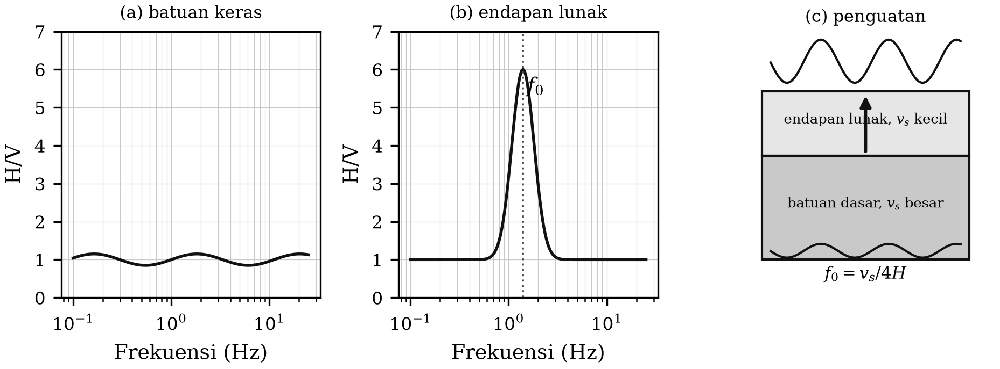 (a) batuan keras
7
6
5
4
3
2
1
0
H/V
10⁻¹
10⁰
10¹
Frekuensi (Hz)
(b) endapan lunak
7
6
5
4
3
2
1
0
H/V
f₀
10⁻¹
10⁰
10¹
Frekuensi (Hz)
(c) penguatan
endapan lunak, vₛ kecil
batuan dasar, vₛ besar
f₀ = vₛ/4H